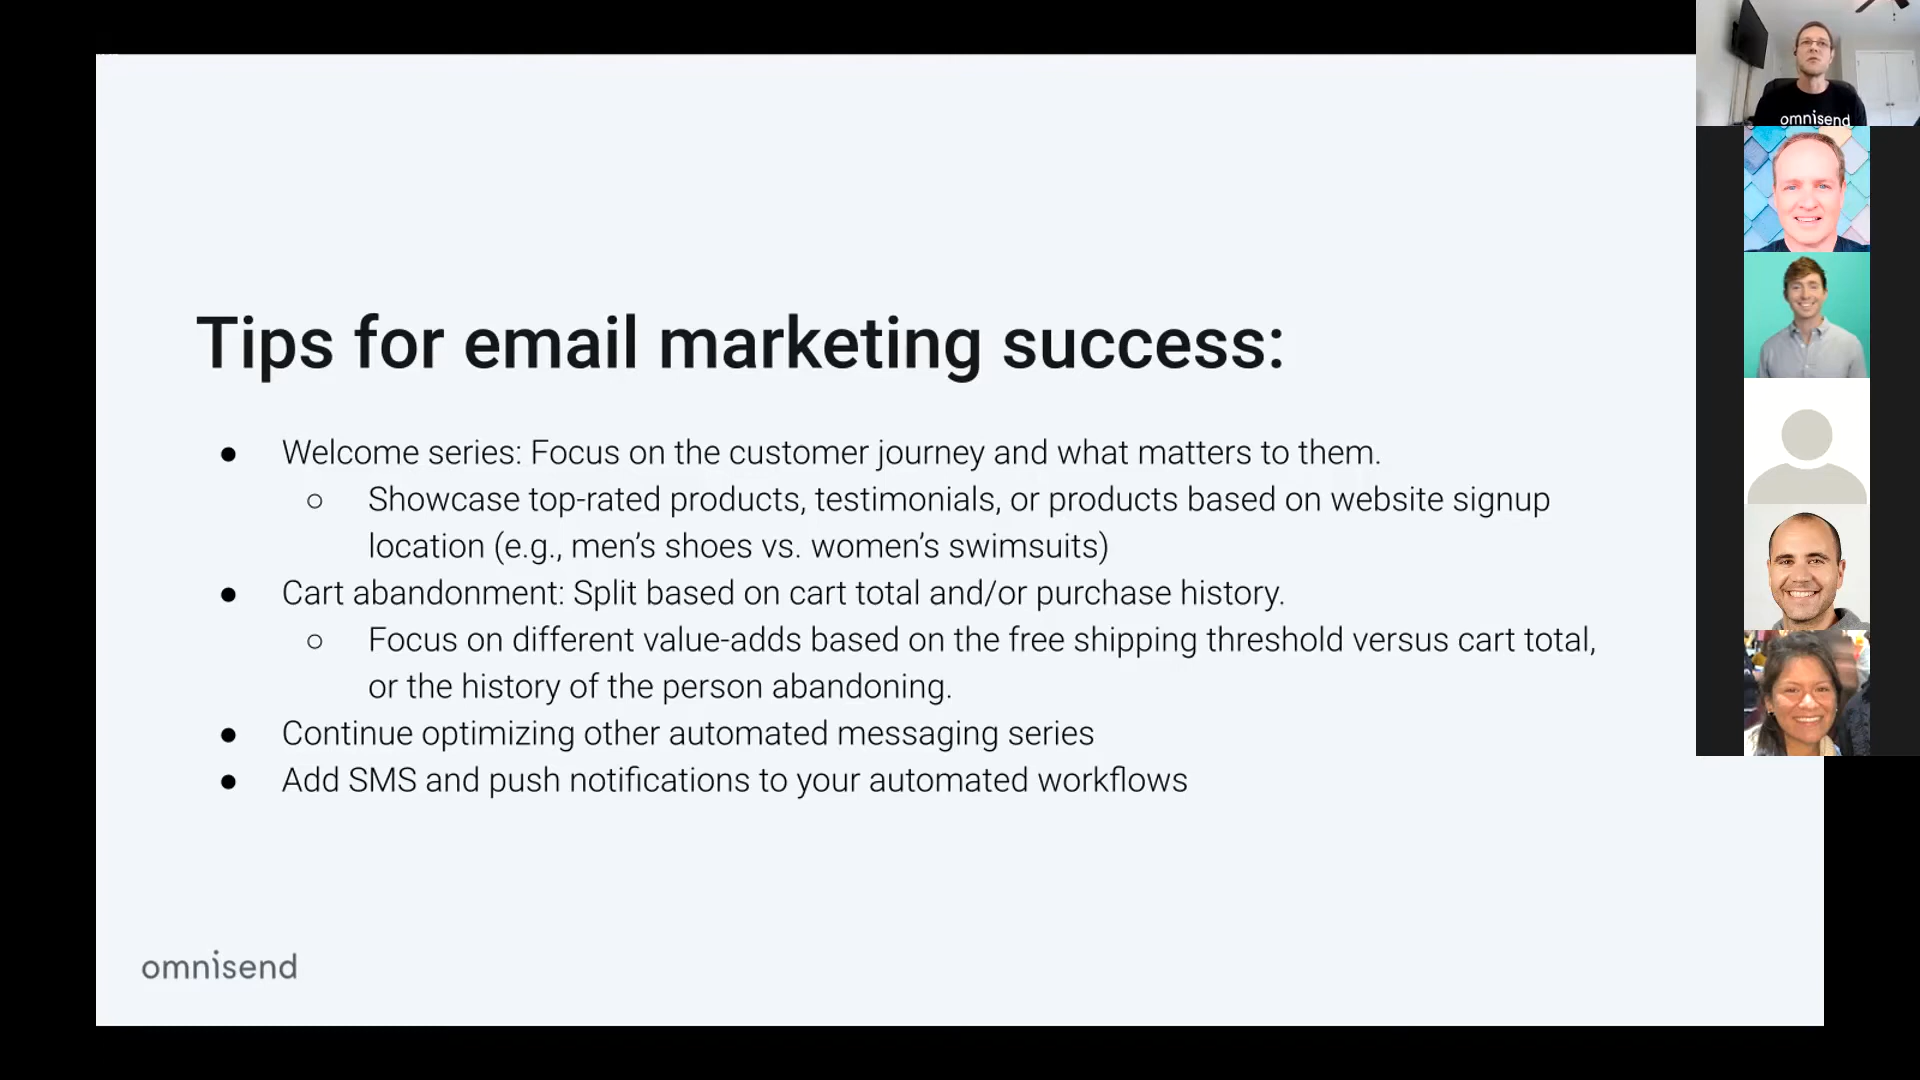 omnisend
Tips for email marketing success:
● Welcome series: Focus on the customer journey and what matters to them.
○ Showcase top-rated products, testimonials, or products based on website signup
location (e.g., men’s shoes vs. women’s swimsuits)
● Cart abandonment: Split based on cart total and/or purchase history.
○ Focus on different value-adds based on the free shipping threshold versus cart total,
or the history of the person abandoning.
● Continue optimizing other automated messaging series
● Add SMS and push notifications to your automated workflows
omnisend